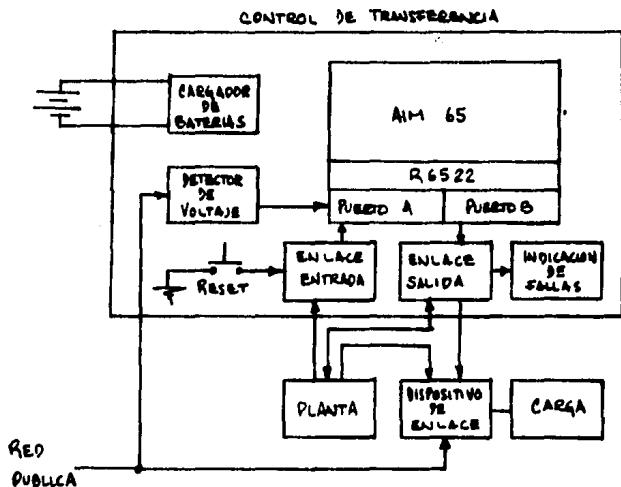 CONTROL DE TRANSFERENCIA
CARGADOR
DE
BATERIAS
AIM 65
R6522
PUERTO A
PUERTO B
DETECTOR
DE
VOLTAJE
RESET
ENLACE
ENTRADA
ENLACE
SALIDA
INDICACION
DE
FALLAS
PLANTA
DISPOSITIVO
DE
ENLACE
CARGA
RED
PUBLICA